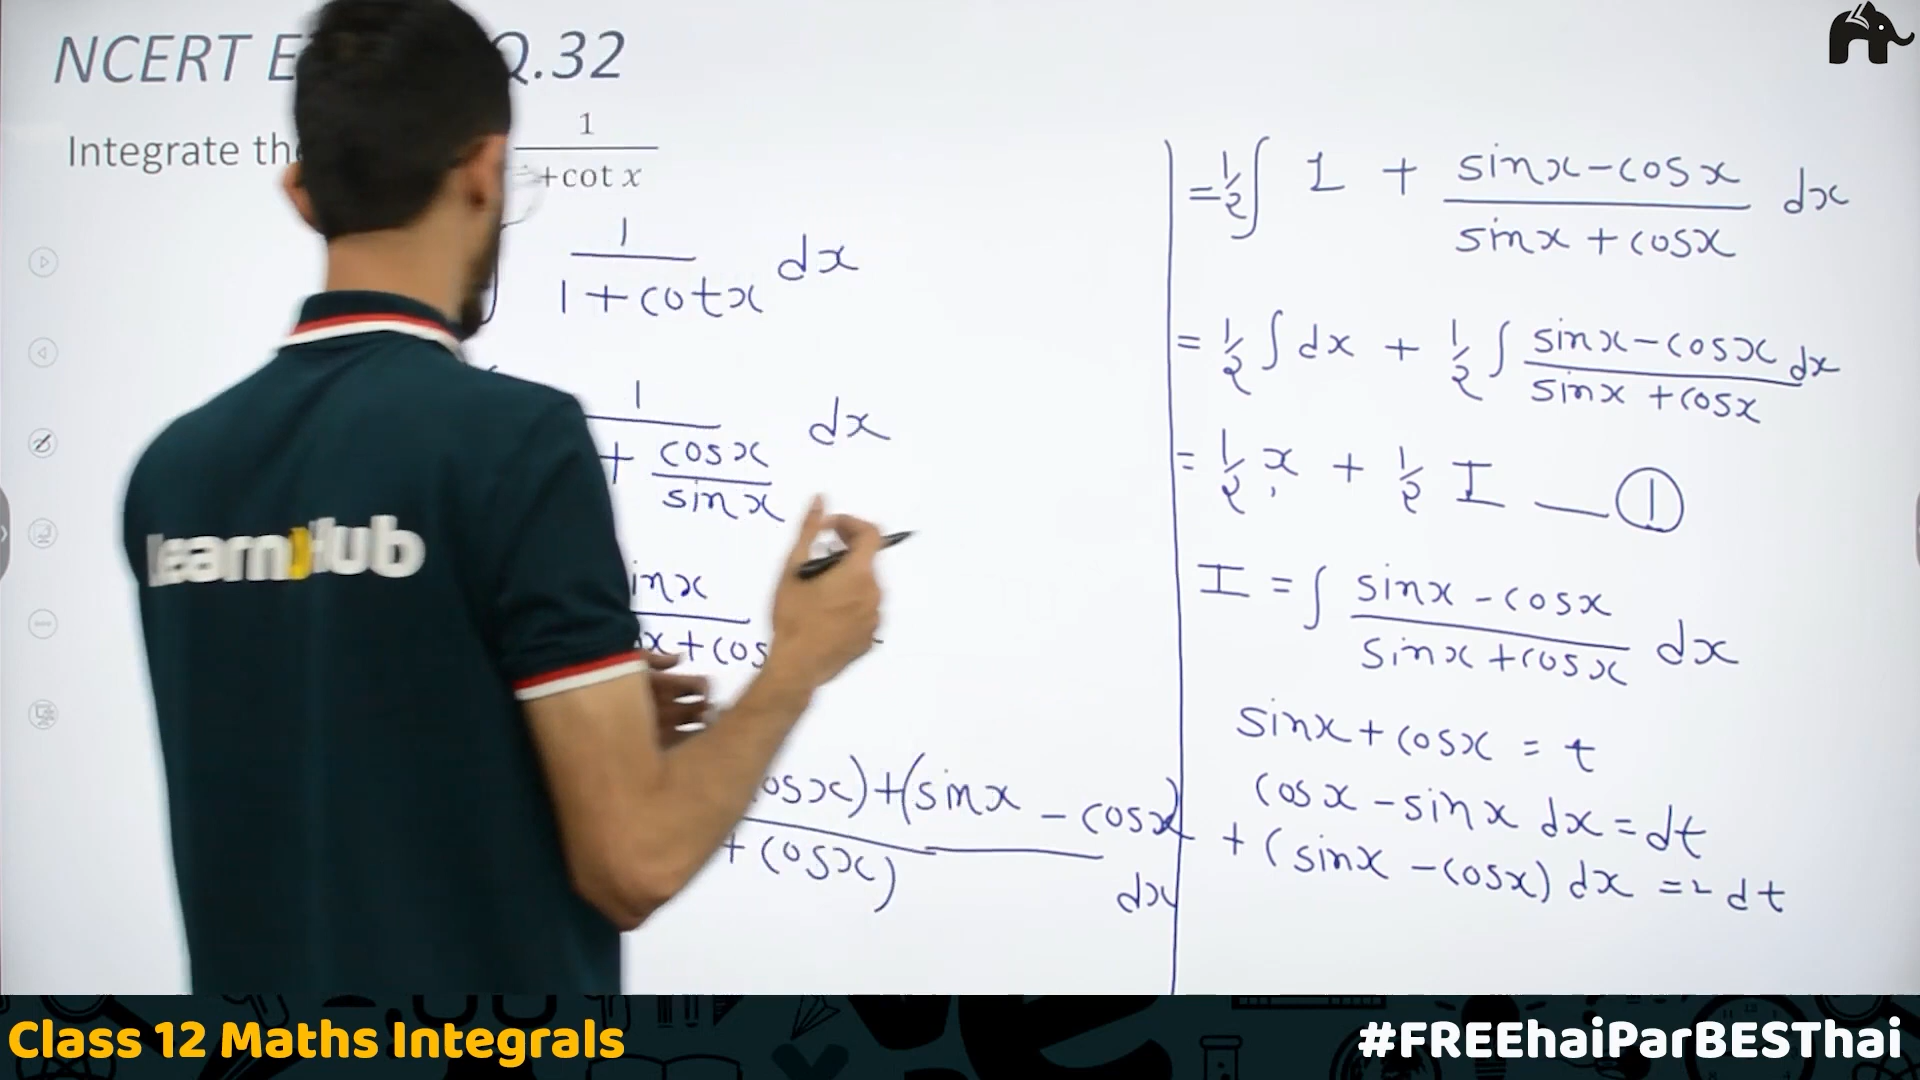 NCERT E Q.32
Integrate th 1 / +cot x
1 / 1+cotx dx
1 / + cosx/sinx dx
inx / x+cos
osx)+(sinx - cosx) / +cosx) dx
= 1/2 ∫ 1 + sinx-cosx / sinx+cosx dx
= 1/2 ∫ dx + 1/2 ∫ sinx-cosx / sinx+cosx dx
= 1/2 x + 1/2 I — ①
I = ∫ sinx-cosx / sinx+cosx dx
sinx+cosx = t
cosx-sinx dx = dt
+(sinx-cosx) dx = - dt
learnohub
Class 12 Maths Integrals
#FREEhaiParBESThai